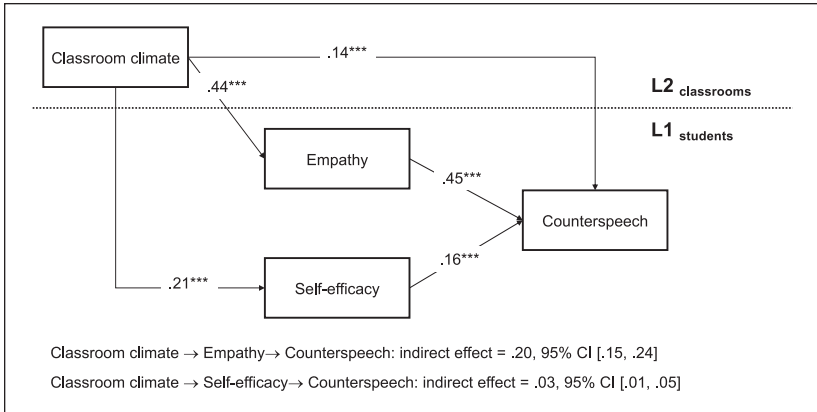 Classroom climate
.14***
L2 classrooms
.44***
L1 students
Empathy
.45***
Counterspeech
.16***
.21***
Self-efficacy
Classroom climate → Empathy→ Counterspeech: indirect effect = .20, 95% CI [.15, .24]
Classroom climate → Self-efficacy→ Counterspeech: indirect effect = .03, 95% CI [.01, .05]